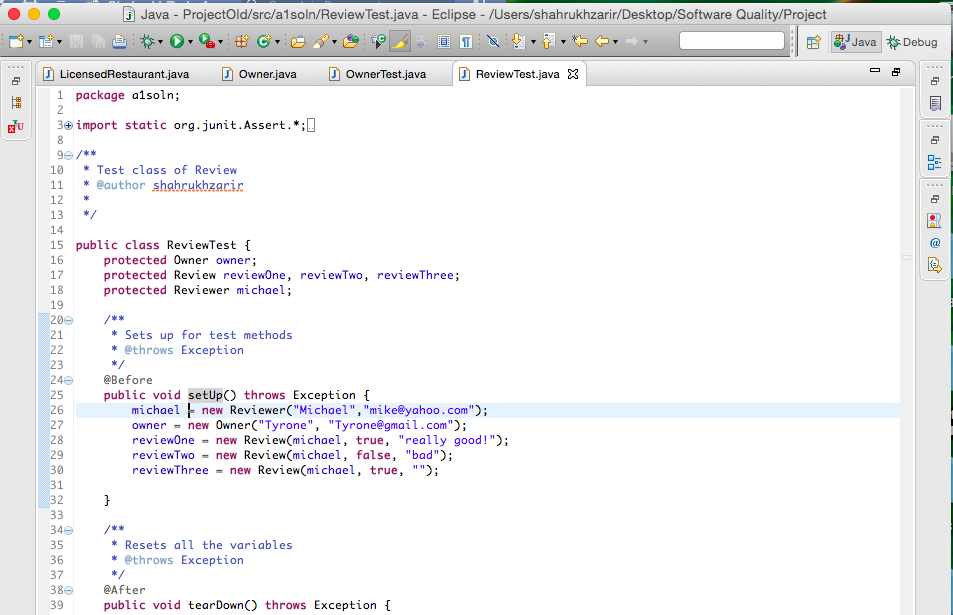 Java - ProjectOld/src/a1soln/ReviewTest.java - Eclipse - /Users/shahrukhzarir/Desktop/Software Quality/Project
Java Debug
LicensedRestaurant.java Owner.java OwnerTest.java ReviewTest.java
1 package a1soln;
2
3 import static org.junit.Assert.*;
8
9 /**
10 * Test class of Review
11 * @author shahrukhzarir
12 *
13 */
14
15 public class ReviewTest {
16 protected Owner owner;
17 protected Review reviewOne, reviewTwo, reviewThree;
18 protected Reviewer michael;
19
20 /**
21 * Sets up for test methods
22 * @throws Exception
23 */
24 @Before
25 public void setUp() throws Exception {
26 michael = new Reviewer("Michael","mike@yahoo.com");
27 owner = new Owner("Tyrone", "Tyrone@gmail.com");
28 reviewOne = new Review(michael, true, "really good!");
29 reviewTwo = new Review(michael, false, "bad");
30 reviewThree = new Review(michael, true, "");
31
32 }
33
34 /**
35 * Resets all the variables
36 * @throws Exception
37 */
38 @After
39 public void tearDown() throws Exception {